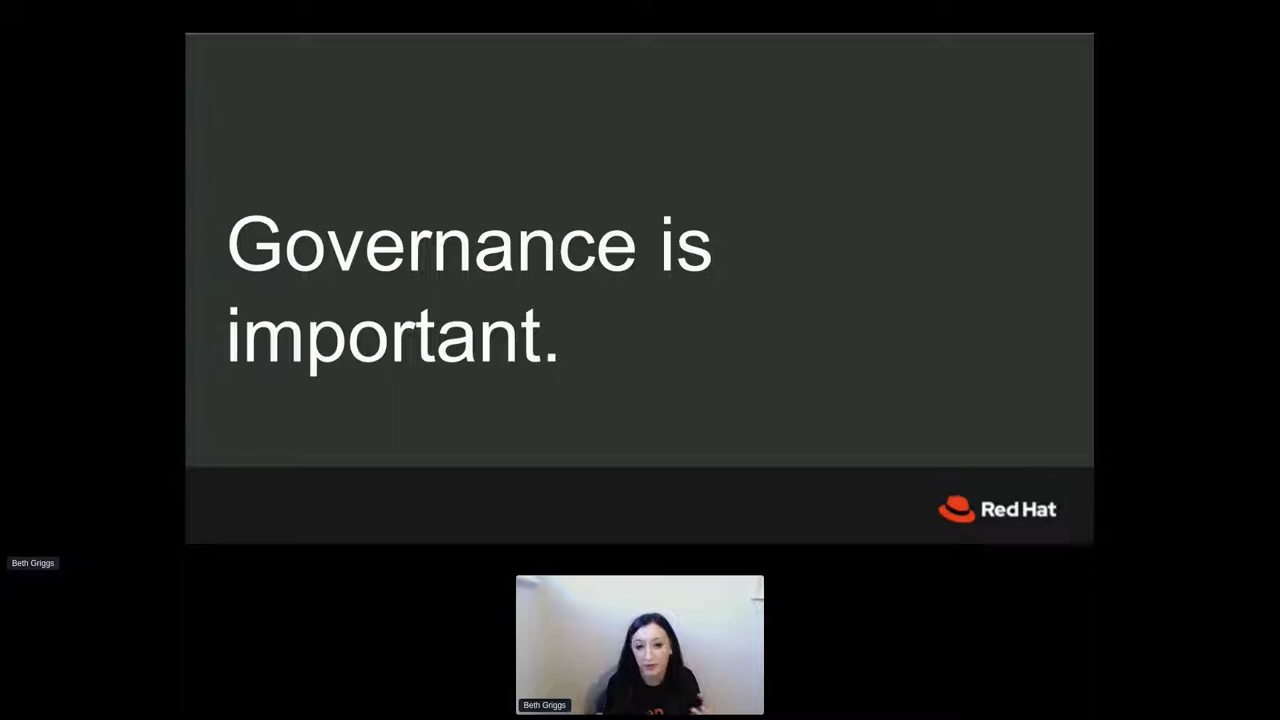 Governance is
important.
Red Hat
Beth Griggs
Beth Griggs